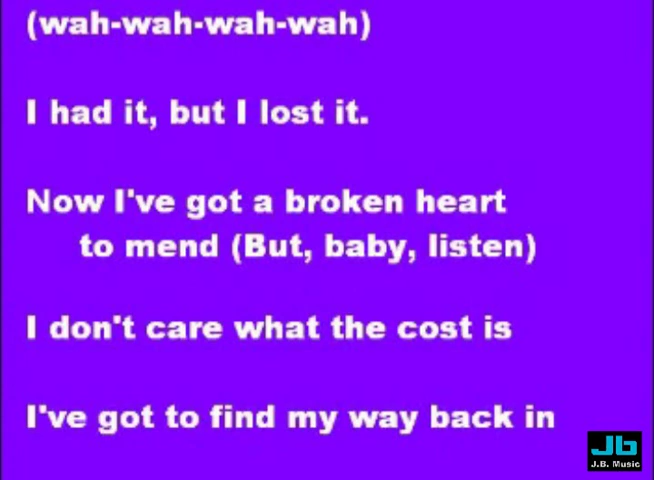 (wah-wah-wah-wah)
I had it, but I lost it.
Now I've got a broken heart
to mend (But, baby, listen)
I don't care what the cost is
I've got to find my way back in
Jb
J.B. Music